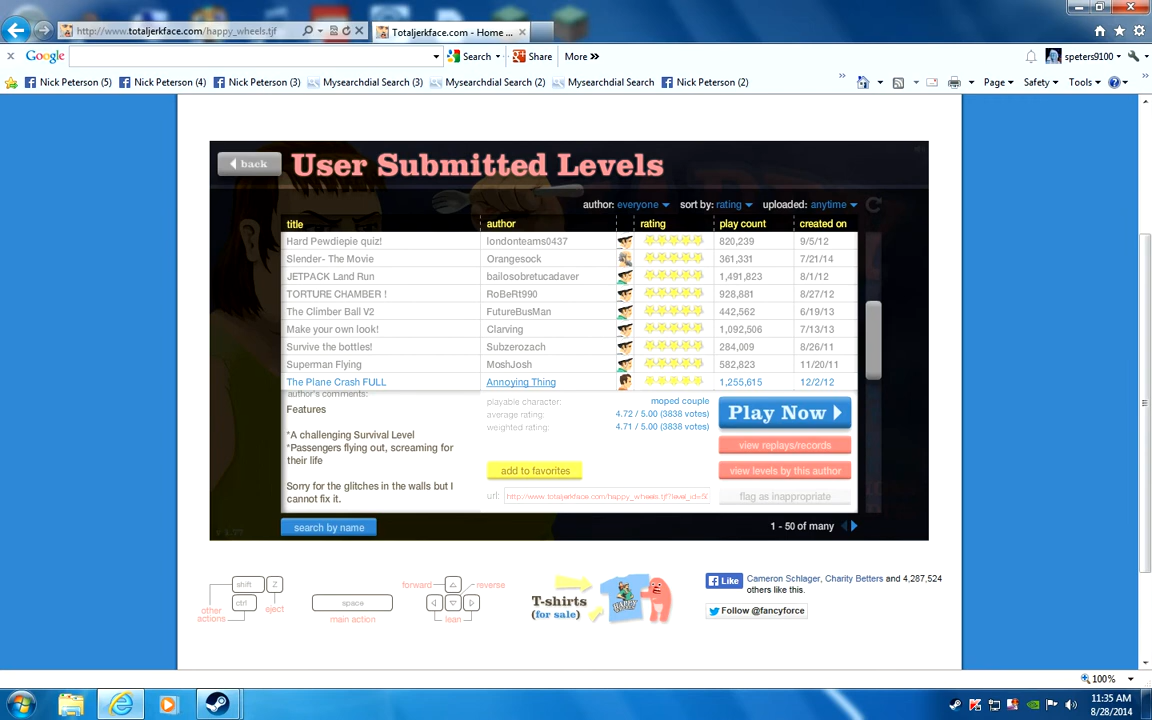 http://www.totaljerkface.com/happy_wheels.tjf
Totaljerkface.com - Home ...
Google
Search
Share
More »
speters9100
Nick Peterson (5)
Nick Peterson (4)
Nick Peterson (3)
Mysearchdial Search (3)
Mysearchdial Search (2)
Mysearchdial Search
Nick Peterson (2)
Page
Safety
Tools
back
User Submitted Levels
author: everyone sort by: rating uploaded: anytime
title author rating play count created on
Hard Pewdiepie quiz! londonteams0437 820,239 9/5/12
Slender- The Movie Orangesock 361,331 7/21/14
JETPACK Land Run bailosobretucadaver 1,491,823 8/1/12
TORTURE CHAMBER ! RoBeRt990 928,881 8/27/12
The Climber Ball V2 FutureBusMan 442,562 6/19/13
Make your own look! Clarving 1,092,506 7/13/13
Survive the bottles! Subzerozach 284,009 8/26/11
Superman Flying MoshJosh 582,823 11/20/11
The Plane Crash FULL Annoying Thing 1,255,615 12/2/12
author's comments:
Features
*A challenging Survival Level
*Passengers flying out, screaming for
their life
Sorry for the glitches in the walls but I
cannot fix it.
playable character: moped couple
average rating: 4.72 / 5.00 (3838 votes)
weighted rating: 4.71 / 5.00 (3838 votes)
add to favorites
Play Now
view replays/records
view levels by this author
flag as inappropriate
url: http://www.totaljerkface.com/happy_wheels.tjf?level_id=
search by name
1 - 50 of many
shift
Z
ctrl
other
actions
eject
space
main action
forward
reverse
lean
T-shirts
(for sale)
HAPPY
Like
Cameron Schlager, Charity Betters and 4,287,524
others like this.
Follow @fancyforce
100%
11:35 AM
8/28/2014